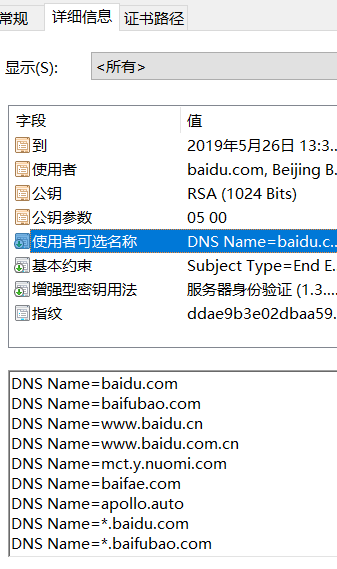 常规 详细信息 证书路径
显示(S): <所有>
字段 值
到 2019年5月26日 13:3...
使用者 baidu.com, Beijing B...
公钥 RSA (1024 Bits)
公钥参数 05 00
使用者可选名称 DNS Name=baidu.c...
基本约束 Subject Type=End E...
增强型密钥用法 服务器身份验证 (1.3....
指纹 ddae9b3e02dbaa59...
DNS Name=baidu.com
DNS Name=baifubao.com
DNS Name=www.baidu.cn
DNS Name=www.baidu.com.cn
DNS Name=mct.y.nuomi.com
DNS Name=baifae.com
DNS Name=apollo.auto
DNS Name=*.baidu.com
DNS Name=*.baifubao.com